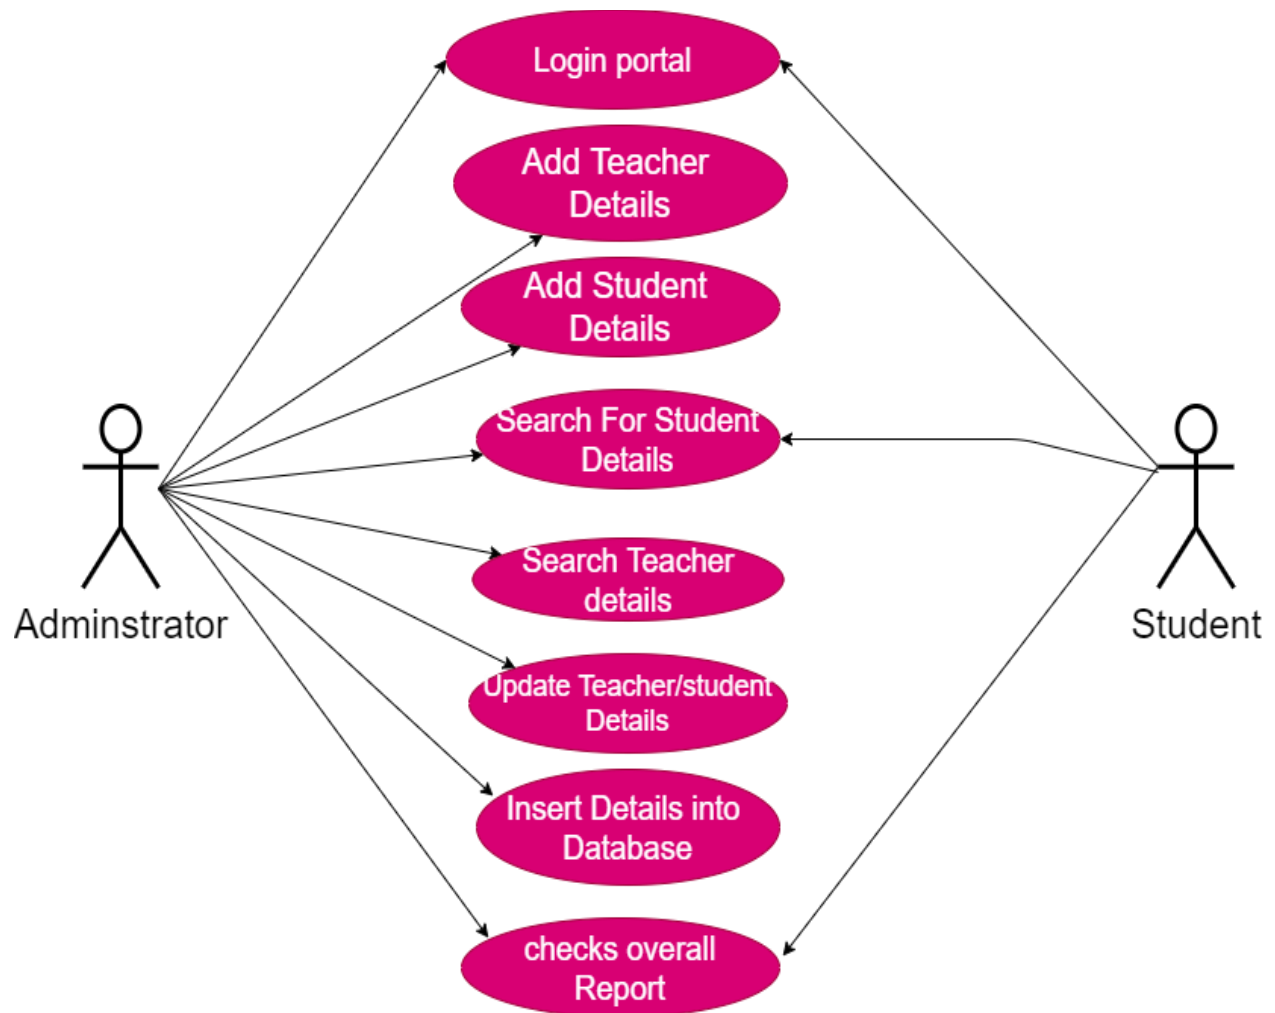 Login portal
Add Teacher
Details
Add Student
Details
Search For Student
Details
Search Teacher
details
Update Teacher/student
Details
Insert Details into
Database
checks overall
Report
Adminstrator
Student